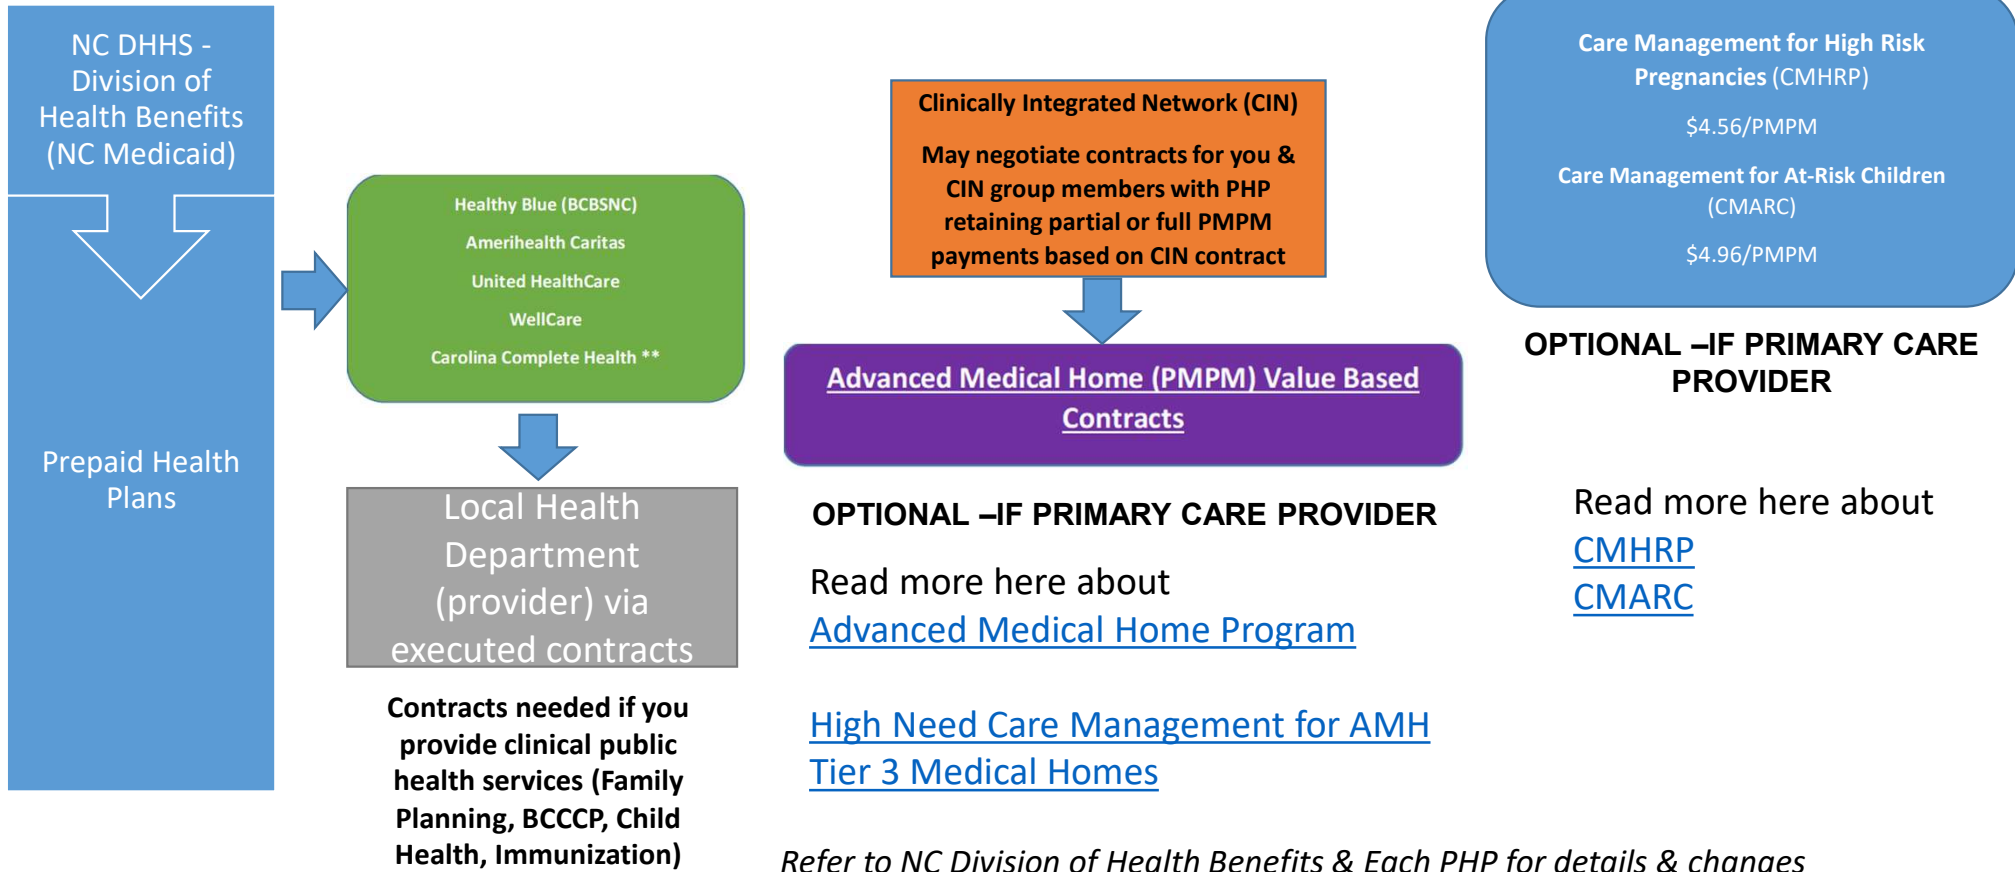 NC DHHS -
Division of
Health Benefits
(NC Medicaid)
Prepaid Health
Plans
Healthy Blue (BCBSNC)
Amerihealth Caritas
United HealthCare
WellCare
Carolina Complete Health **
Local Health
Department
(provider) via
executed contracts
Contracts needed if you
provide clinical public
health services (Family
Planning, BCCCP, Child
Health, Immunization)
Clinically Integrated Network (CIN)
May negotiate contracts for you &
CIN group members with PHP
retaining partial or full PMPM
payments based on CIN contract
Advanced Medical Home (PMPM) Value Based
Contracts
OPTIONAL –IF PRIMARY CARE PROVIDER
Read more here about
Advanced Medical Home Program
High Need Care Management for AMH
Tier 3 Medical Homes
Care Management for High Risk
Pregnancies (CMHRP)
$4.56/PMPM
Care Management for At-Risk Children
(CMARC)
$4.96/PMPM
OPTIONAL –IF PRIMARY CARE
PROVIDER
Read more here about
CMHRP
CMARC
Refer to NC Division of Health Benefits & Each PHP for details & changes